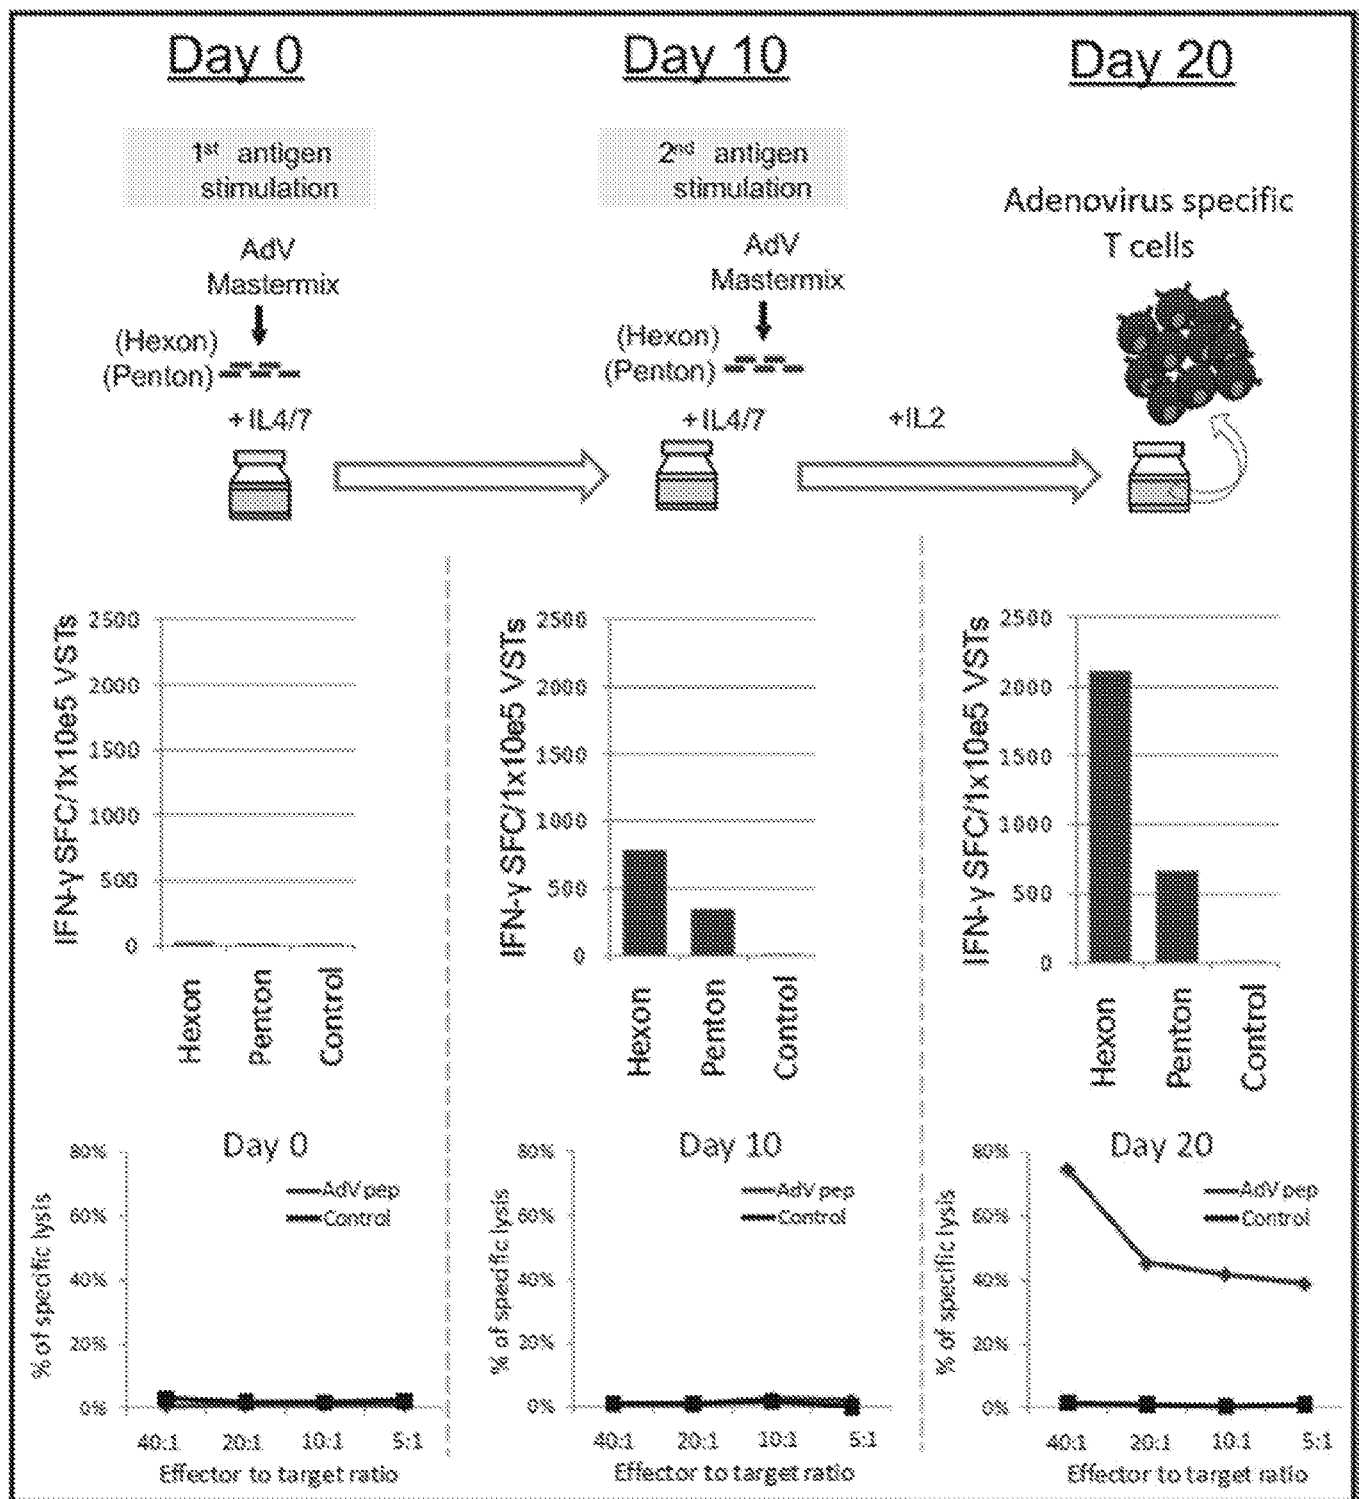 Day 0
1st antigen
stimulation
AdV
Mastermix
(Hexon)
(Penton)
+IL4/7
Day 10
2nd antigen
stimulation
AdV
Mastermix
(Hexon)
(Penton)
+IL4/7
+IL2
Day 20
Adenovirus specific
T cells
IFN-γ SFC/1x10e5 VSTs
2500
2000
1500
1000
500
0
Hexon
Penton
Control
IFN-γ SFC/1x10e5 VSTs
2500
2000
1500
1000
500
0
Hexon
Penton
Control
IFN-γ SFC/1x10e5 VSTs
2500
2000
1500
1000
500
0
Hexon
Penton
Control
Day 0
% of specific lysis
80%
60%
40%
20%
0%
AdV pep
Control
40:1 20:1 10:1 5:1
Effector to target ratio
Day 10
% of specific lysis
80%
60%
40%
20%
0%
AdV pep
Control
40:1 20:1 10:1 5:1
Effector to target ratio
Day 20
% of specific lysis
80%
60%
40%
20%
0%
AdV pep
Control
40:1 20:1 10:1 5:1
Effector to target ratio